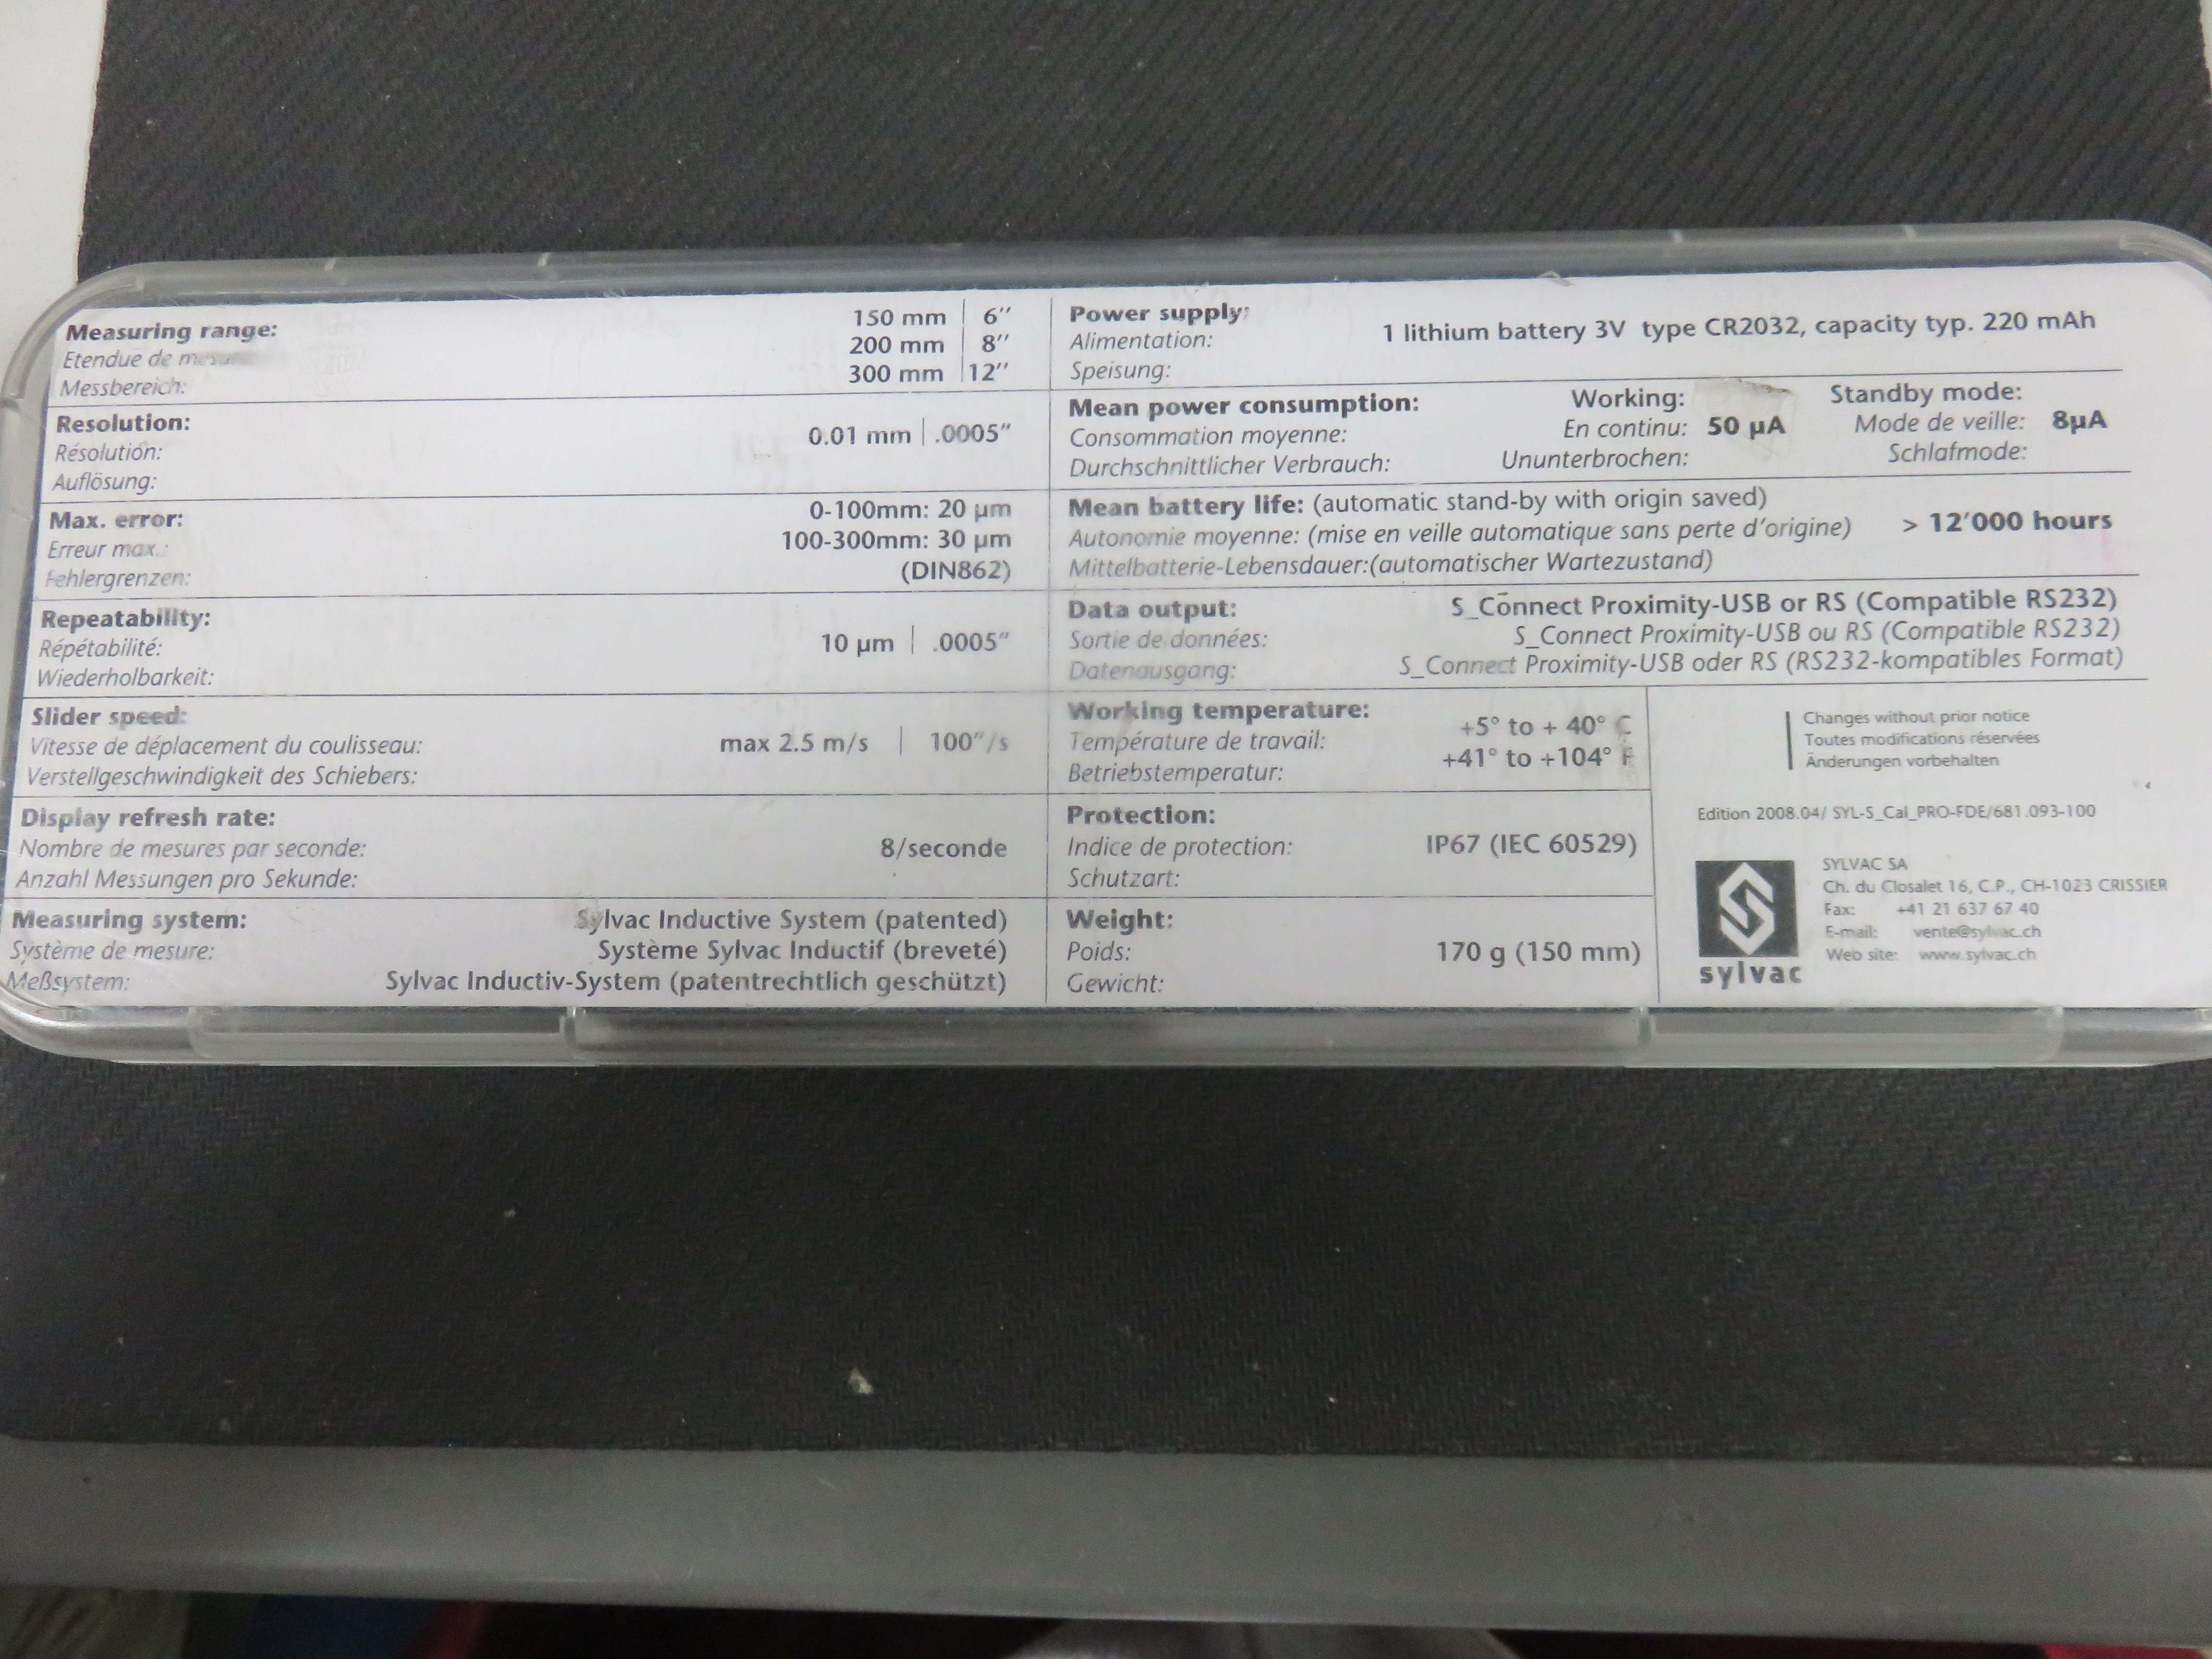 Measuring range:
Etendue de
Messbereich:
150 mm | 6"
200 mm | 8"
300 mm | 12"
Resolution:
Résolution:
Auflösung:
0.01 mm | .0005"
Max. error:
Erreur max.:
Fehlergrenzen:
0-100mm: 20 µm
100-300mm: 30 µm
(DIN862)
Repeatability:
Répétabilité:
Wiederholbarkeit:
10 µm | .0005"
Slider speed:
Vitesse de déplacement du coulisseau:
Verstellgeschwindigkeit des Schiebers:
max 2.5 m/s | 100"/s
Display refresh rate:
Nombre de mesures par seconde:
Anzahl Messungen pro Sekunde:
8/seconde
Measuring system:
Système de mesure:
Meßsystem:
Sylvac Inductive System (patented)
Système Sylvac Inductif (breveté)
Sylvac Inductiv-System (patentrechtlich geschützt)
Power supply:
Alimentation:
Speisung:
1 lithium battery 3V type CR2032, capacity typ. 220 mAh
Mean power consumption:
Consommation moyenne:
Durchschnittlicher Verbrauch:
Working:
En continu: 50 µA
Ununterbrochen:
Standby mode:
Mode de veille: 8µA
Schlafmode:
Mean battery life: (automatic stand-by with origin saved)
Autonomie moyenne: (mise en veille automatique sans perte d'origine) > 12'000 hours
Mittelbatterie-Lebensdauer:(automatischer Wartezustand)
Data output:
Sortie de données:
Datenausgang:
S_Connect Proximity-USB or RS (Compatible RS232)
S_Connect Proximity-USB ou RS (Compatible RS232)
S_Connect Proximity-USB oder RS (RS232-kompatibles Format)
Working temperature:
Température de travail:
Betriebstemperatur:
+5° to + 40° C
+41° to +104° F
Protection:
Indice de protection:
Schutzart:
IP67 (IEC 60529)
Weight:
Poids:
Gewicht:
170 g (150 mm)
Changes without prior notice
Toutes modifications réservées
Änderungen vorbehalten
Edition 2008.04/ SYL-S_Cal_PRO-FDE/681.093-100
sylvac
SYLVAC SA
Ch. du Closalet 16, C.P., CH-1023 CRISSIER
Fax: +41 21 637 67 40
E-mail: vente@sylvac.ch
Web site: www.sylvac.ch